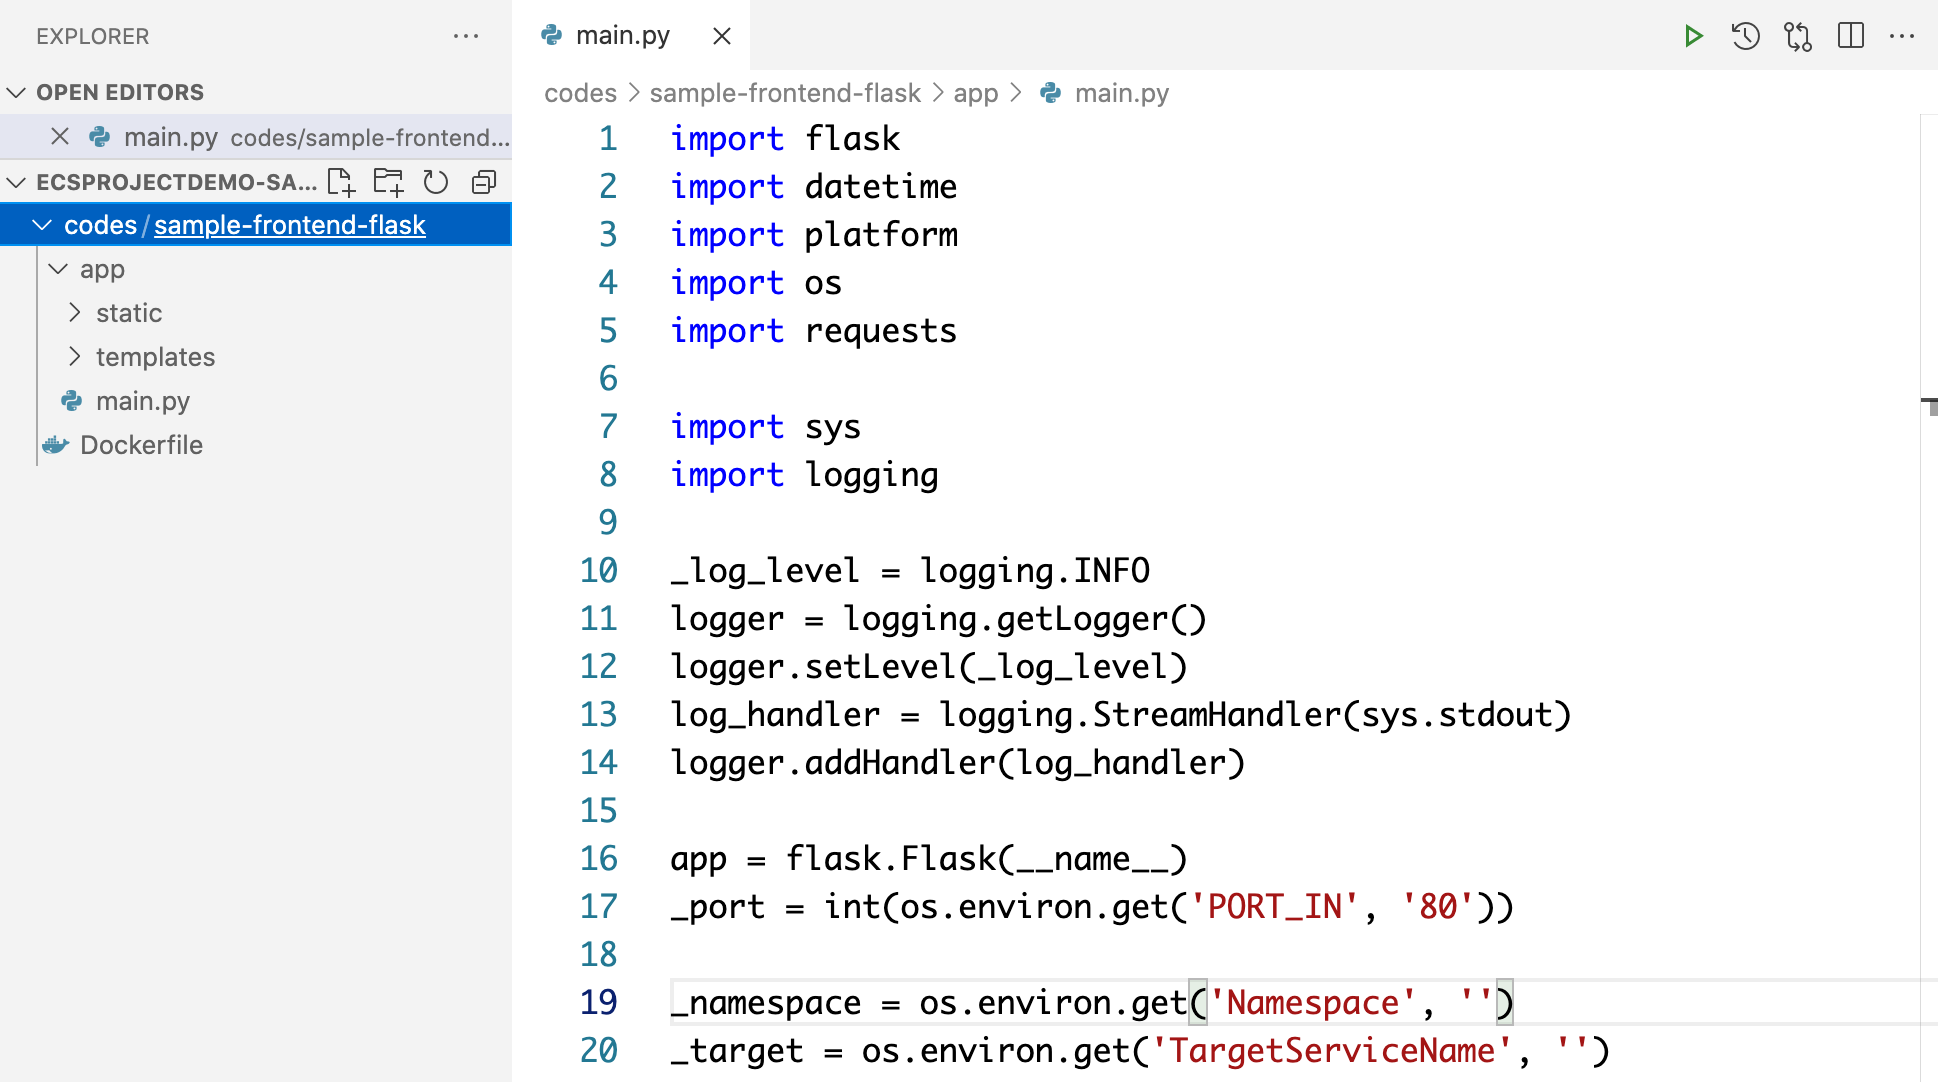 EXPLORER
OPEN EDITORS
main.py codes/sample-frontend...
ECSPROJECTDEMO-SA...
codes/sample-frontend-flask
app
static
templates
main.py
Dockerfile
main.py
codes > sample-frontend-flask > app > main.py
1 import flask
2 import datetime
3 import platform
4 import os
5 import requests
6
7 import sys
8 import logging
9
10 _log_level = logging.INFO
11 logger = logging.getLogger()
12 logger.setLevel(_log_level)
13 log_handler = logging.StreamHandler(sys.stdout)
14 logger.addHandler(log_handler)
15
16 app = flask.Flask(__name__)
17 _port = int(os.environ.get('PORT_IN', '80'))
18
19 _namespace = os.environ.get('Namespace', '')
20 _target = os.environ.get('TargetServiceName', '')